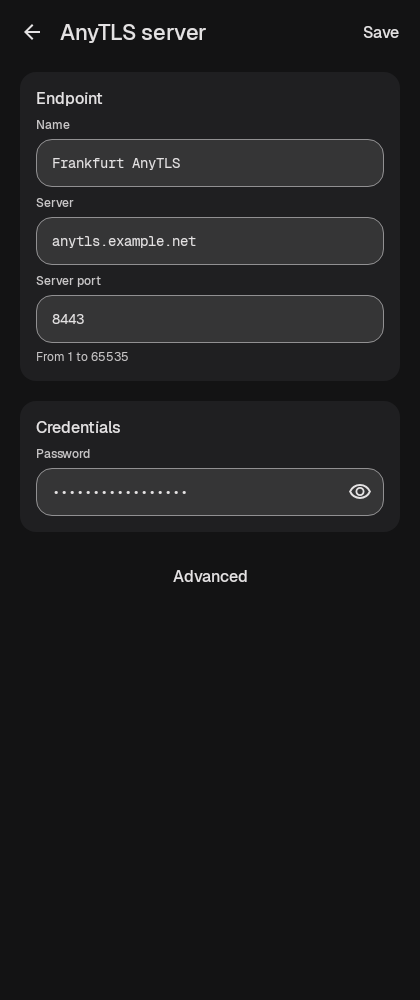 AnyTLS server
Save
Endpoint
Name
Frankfurt AnyTLS
Server
anytls.example.net
Server port
8443
From 1 to 65535
Credentials
Password
•••••••••••••••••
Advanced